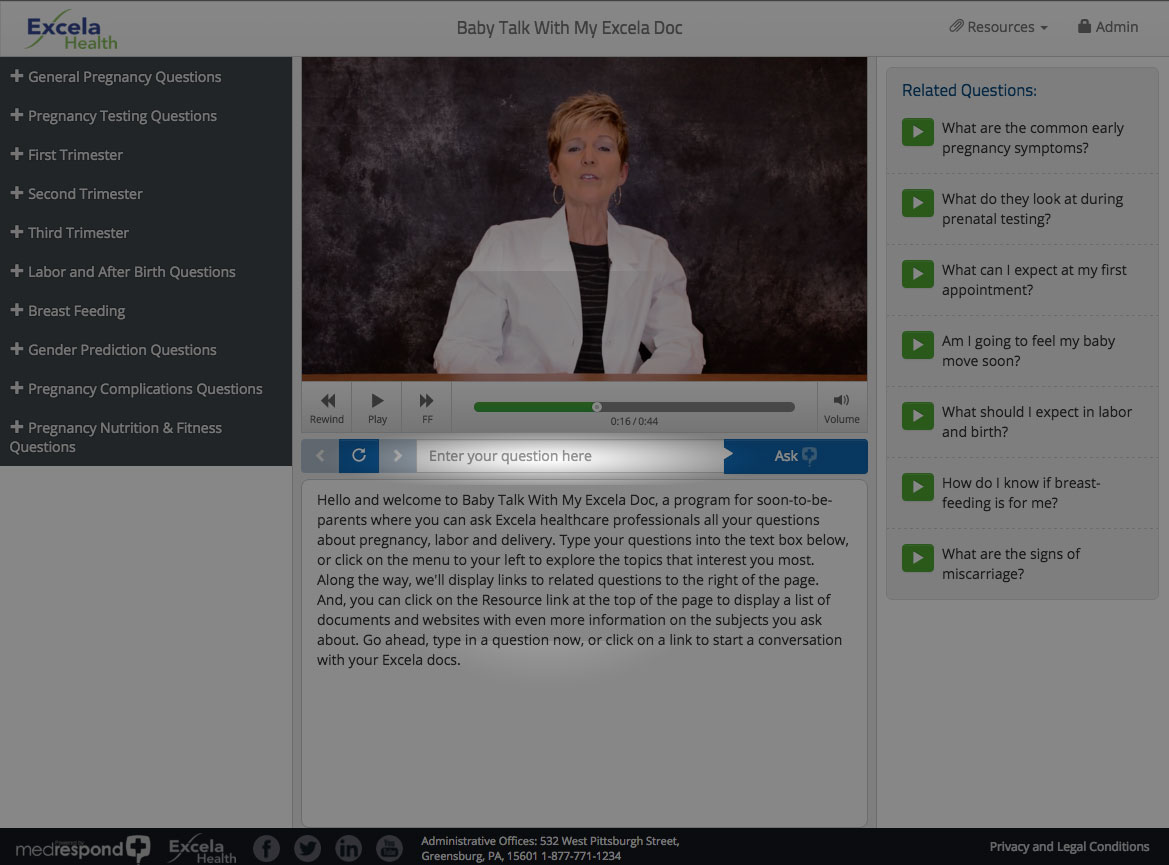 Excela
Health
Baby Talk With My Excela Doc
Resources
Admin
General Pregnancy Questions
Pregnancy Testing Questions
First Trimester
Second Trimester
Third Trimester
Labor and After Birth Questions
Breast Feeding
Gender Prediction Questions
Pregnancy Complications Questions
Pregnancy Nutrition & Fitness
Questions
Rewind
Play
FF
0:16 / 0:44
Volume
Enter your question here
Ask
Hello and welcome to Baby Talk With My Excela Doc, a program for soon-to-be-
parents where you can ask Excela healthcare professionals all your questions
about pregnancy, labor and delivery. Type your questions into the text box below,
or click on the menu to your left to explore the topics that interest you most.
Along the way, we'll display links to related questions to the right of the page.
And, you can click on the Resource link at the top of the page to display a list of
documents and websites with even more information on the subjects you ask
about. Go ahead, type in a question now, or click on a link to start a conversation
with your Excela docs.
Related Questions:
What are the common early
pregnancy symptoms?
What do they look at during
prenatal testing?
What can I expect at my first
appointment?
Am I going to feel my baby
move soon?
What should I expect in labor
and birth?
How do I know if breast-
feeding is for me?
What are the signs of
miscarriage?
medrespond
Excela
Health
You
Tube
Administrative Offices: 532 West Pittsburgh Street,
Greensburg, PA, 15601 1-877-771-1234
Privacy and Legal Conditions